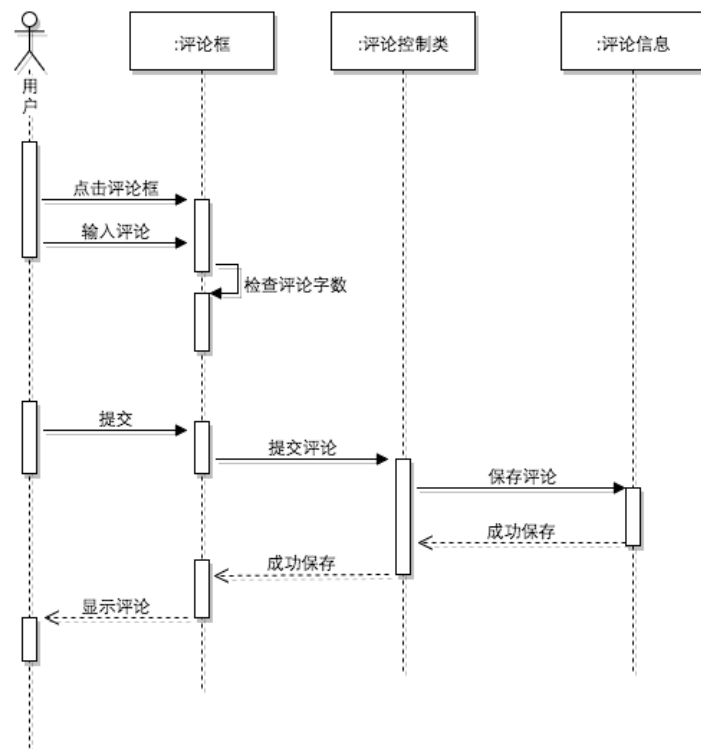 :评论框
:评论控制类
:评论信息
用
户
点击评论框
输入评论
检查评论字数
提交
提交评论
保存评论
成功保存
成功保存
显示评论